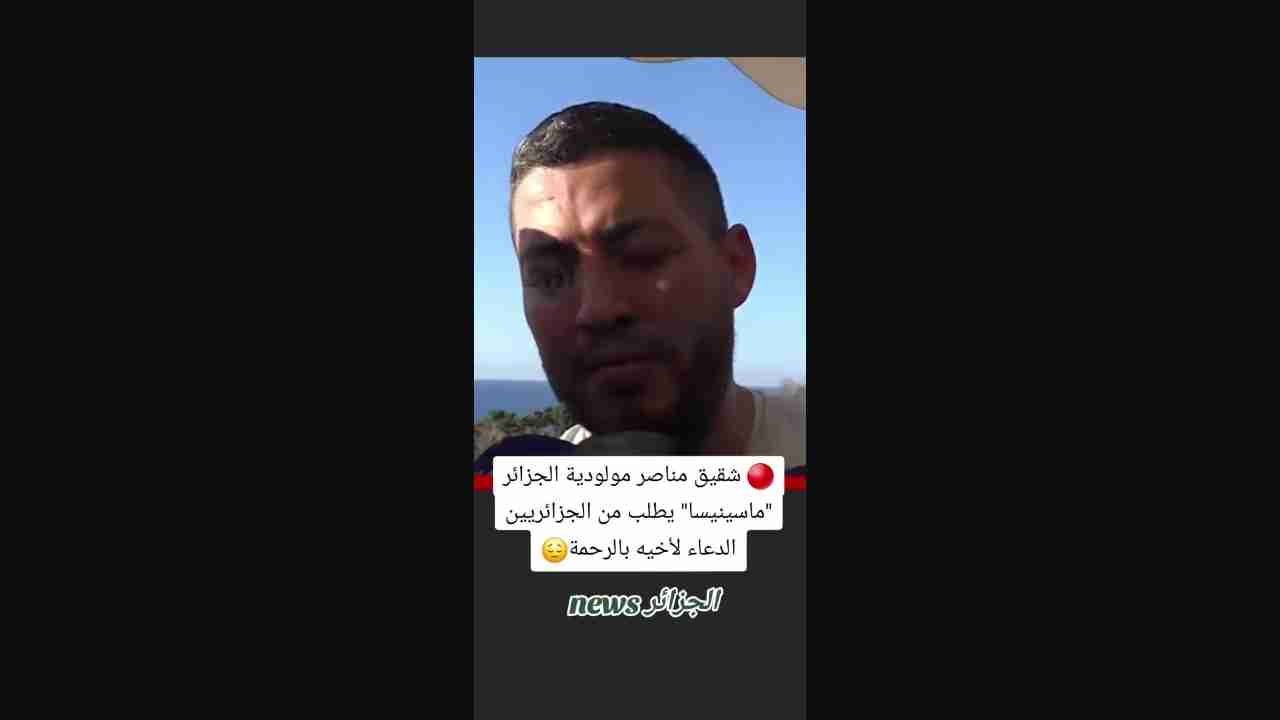 🔴 شقيق مناصر مولودية الجزائر
"ماسينيسا" يطلب من الجزائريين
الدعاء لأخيه بالرحمة😔
الجزائر news